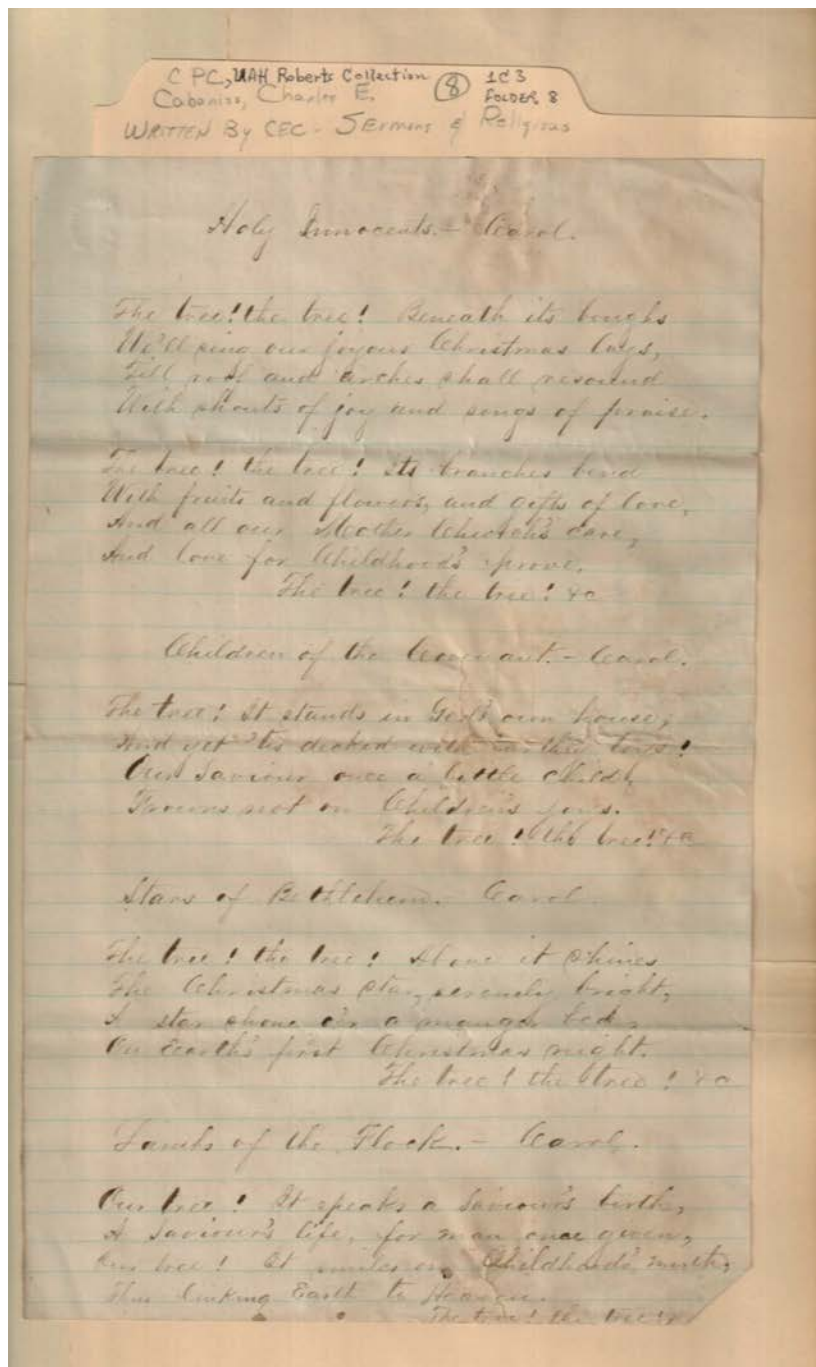 C PC, UAH Roberts Collection (8) 1C3
Cabaniss, Charles E. FOLDER 8
WRITTEN By CEC - SErmons & Religious
Holy Innocents. - Carol.
The tree! the tree! Beneath its boughs
We'll sing our joyous Christmas lays,
Till roof and arches shall resound
With shouts of joy and songs of praise.
The tree! the tree! Its branches bend
With fruits and flowers, and gifts of love,
And all our Mother Church's care,
And love for Childhood's prove.
The tree! the tree! &c
Children of the Covenant. - Carol.
The tree! It stands in God's own house,
And yet 'tis decked with earthly toys!
Our Saviour once a little child,
Frowns not on Children's joys.
The tree! the tree! &c
Stars of Bethlehem. Carol.
The tree! the tree! Above it shines
The Christmas star, serenely bright,
A star shone o'er a manger bed,
On Earth's first Christmas night.
The tree! the tree! &c
Lambs of the Flock. - Carol.
Our tree! It speaks a Saviour's birth,
A Saviour's life, for man once given,
Our tree! It smiles on Childhood's mirth,
Thus linking Earth to Heaven.
The tree! the tree! &c